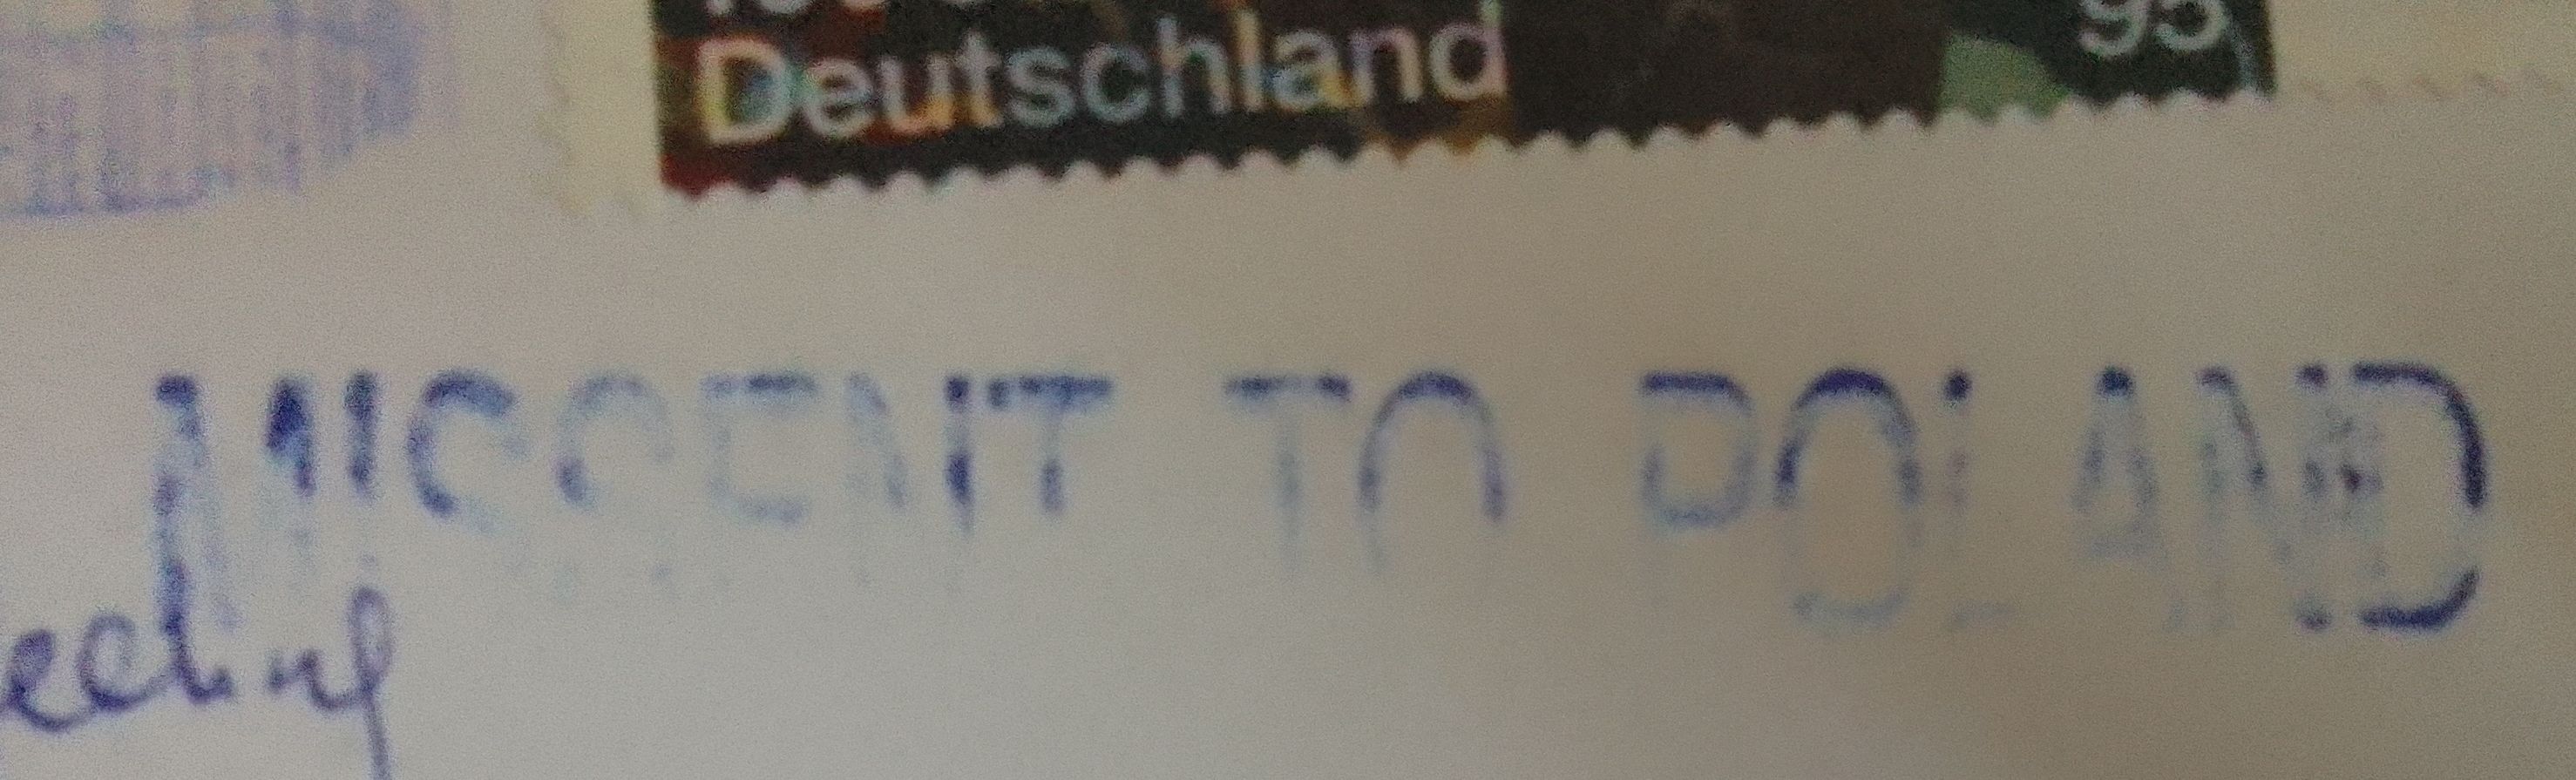 Deutschland 95
MISSENT TO POLAND